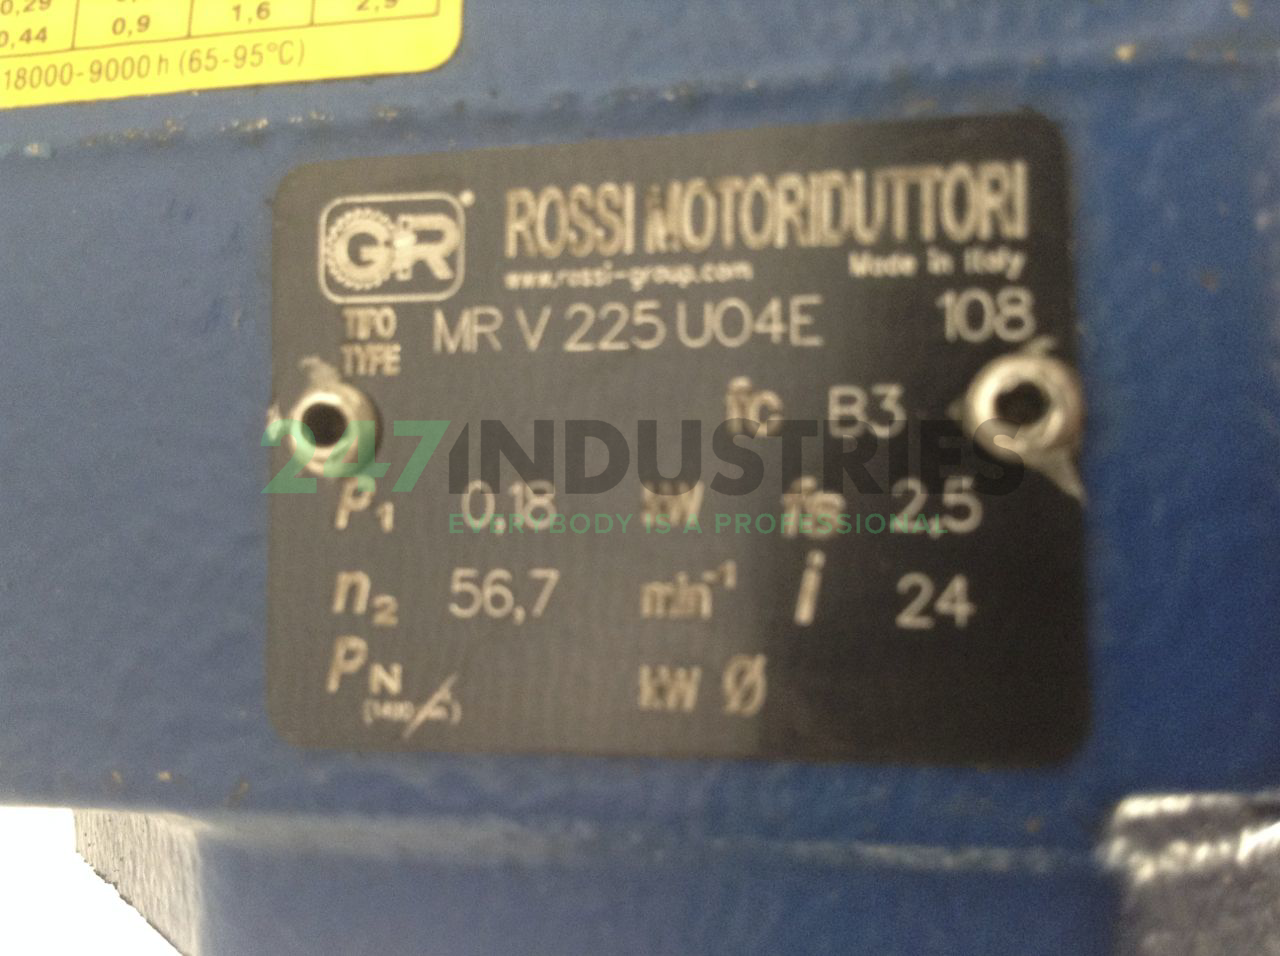 0,29
0,44 0,9 1,6 2,9
18000-9000 h (65-95°C)
GR ROSSI MOTORIDUTTORI
www.rossi-group.com Made in Italy
TIPO
TYPE MR V 225 UO4E 108
fc B3
247INDUSTRIES
P1 0,18 kW fs 2,5
EVERYBODY IS A PROFESSIONAL
n2 56,7 min-1 i 24
PN kW Ø